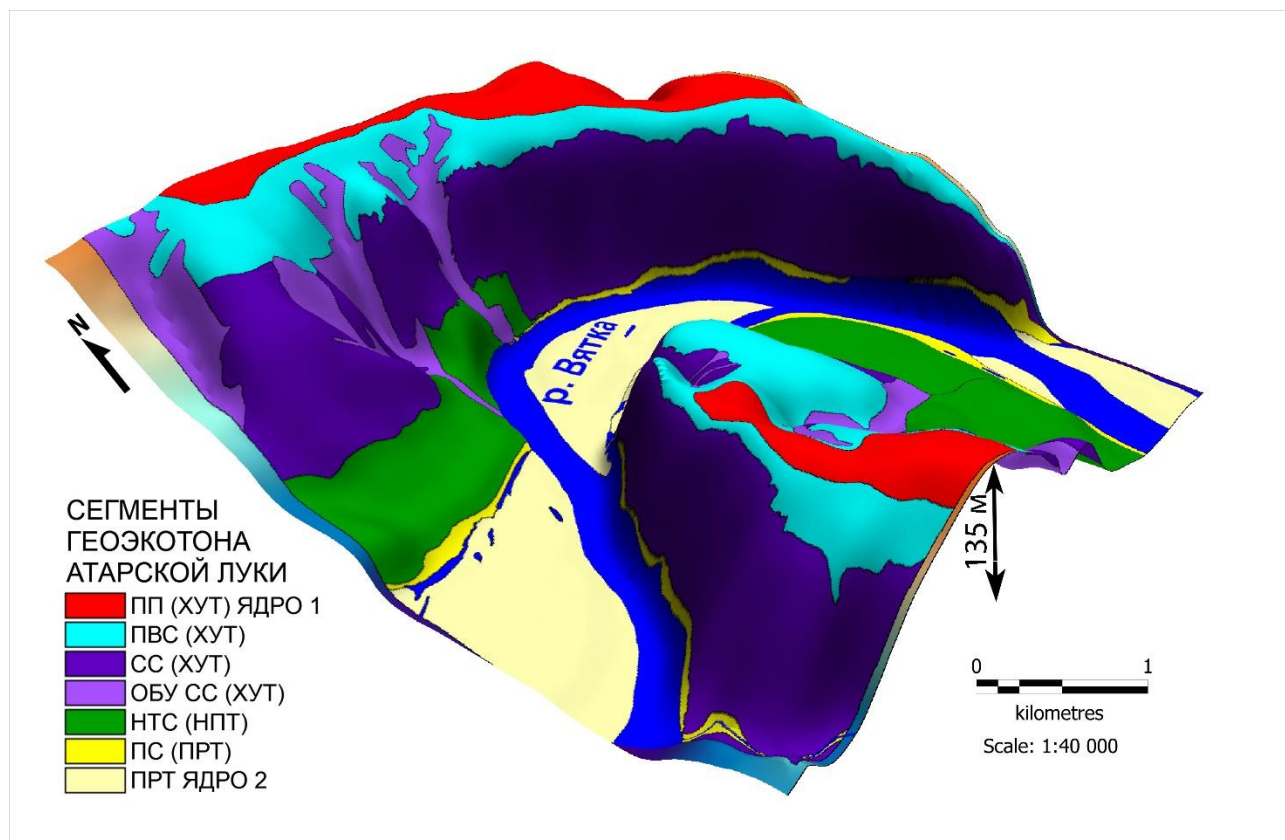 N
р. Вятка
135 м
СЕГМЕНТЫ
ГЕОЭКОТОНА
АТАРСКОЙ ЛУКИ
ПП (ХУТ) ЯДРО 1
ПВС (ХУТ)
СС (ХУТ)
ОБУ СС (ХУТ)
НТС (НПТ)
ПС (ПРТ)
ПРТ ЯДРО 2
0 1
kilometres
Scale: 1:40 000